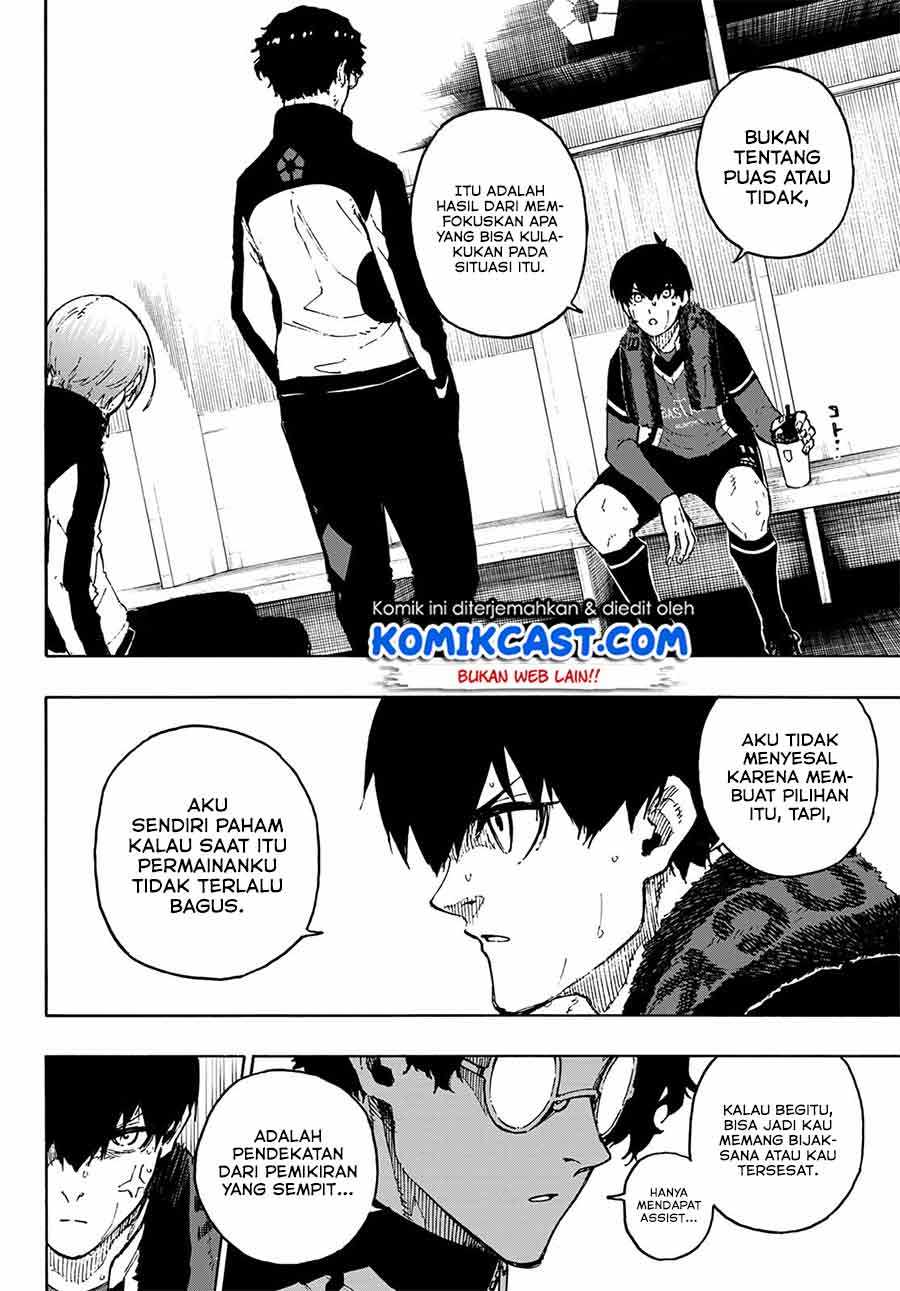 BUKAN
TENTANG
PUAS ATAU
TIDAK,
ITU ADALAH
HASIL DARI MEM-
FOKUSKAN APA
YANG BISA KULA-
KUKAN PADA
SITUASI ITU.
BAST
コト…
Komik ini diterjemahkan & diedit oleh
KOMIKCAST.COM
BUKAN WEB LAIN!!
AKU TIDAK
MENYESAL
KARENA MEM-
BUAT PILIHAN
ITU, TAPI,
AKU
SENDIRI PAHAM
KALAU SAAT ITU
PERMAINANKU
TIDAK TERLALU
BAGUS.
KALAU BEGITU,
BISA JADI KAU
MEMANG BIJAK-
SANA ATAU KAU
TERSESAT.
HANYA
MENDAPAT
ASSIST...
ADALAH
PENDEKATAN
DARI PEMIKIRAN
YANG SEMPIT...